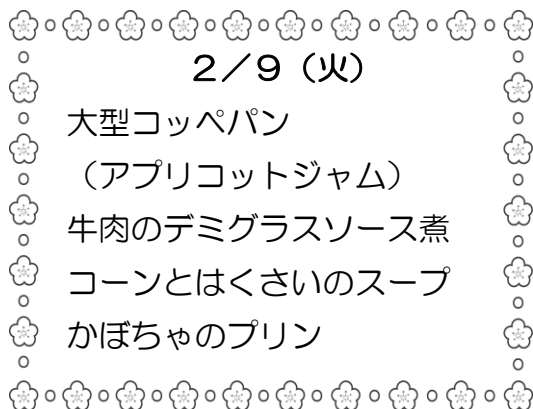 2/9(火)
大型コッペパン
(アプリコットジャム)
牛肉のデミグラスソース煮
コーンとはくさいのスープ
かぼちゃのプリン